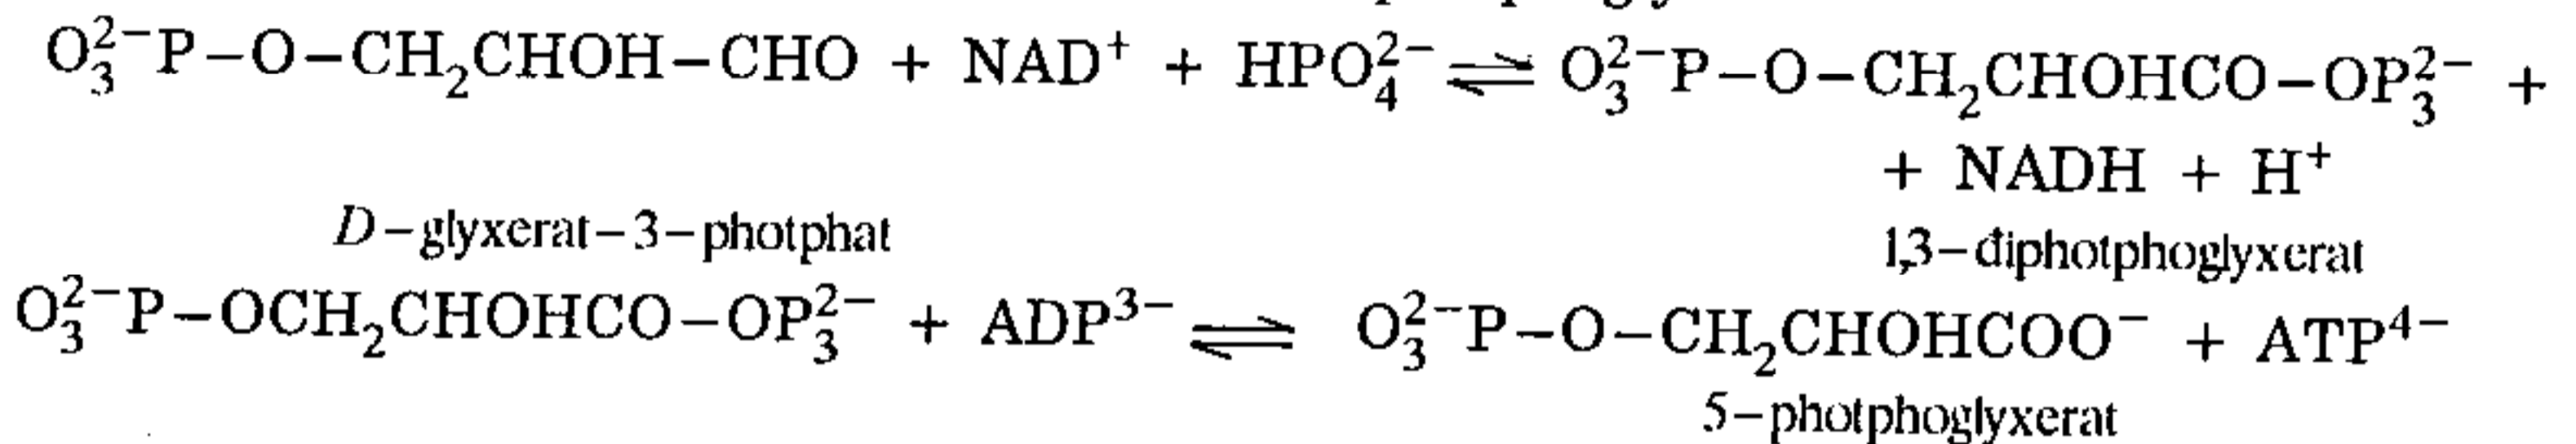 O₃²⁻P–O–CH₂CHOH–CHO + NAD⁺ + HPO₄²⁻ ⇌ O₃²⁻P–O–CH₂CHOHCO–OP₃²⁻ +
+ NADH + H⁺
D–glyxerat–3–photphat
1,3–điphotphoglyxerat
O₃²⁻P–OCH₂CHOHCO–OP₃²⁻ + ADP³⁻ ⇌ O₃²⁻P–O–CH₂CHOHCOO⁻ + ATP⁴⁻
5–photphoglyxerat